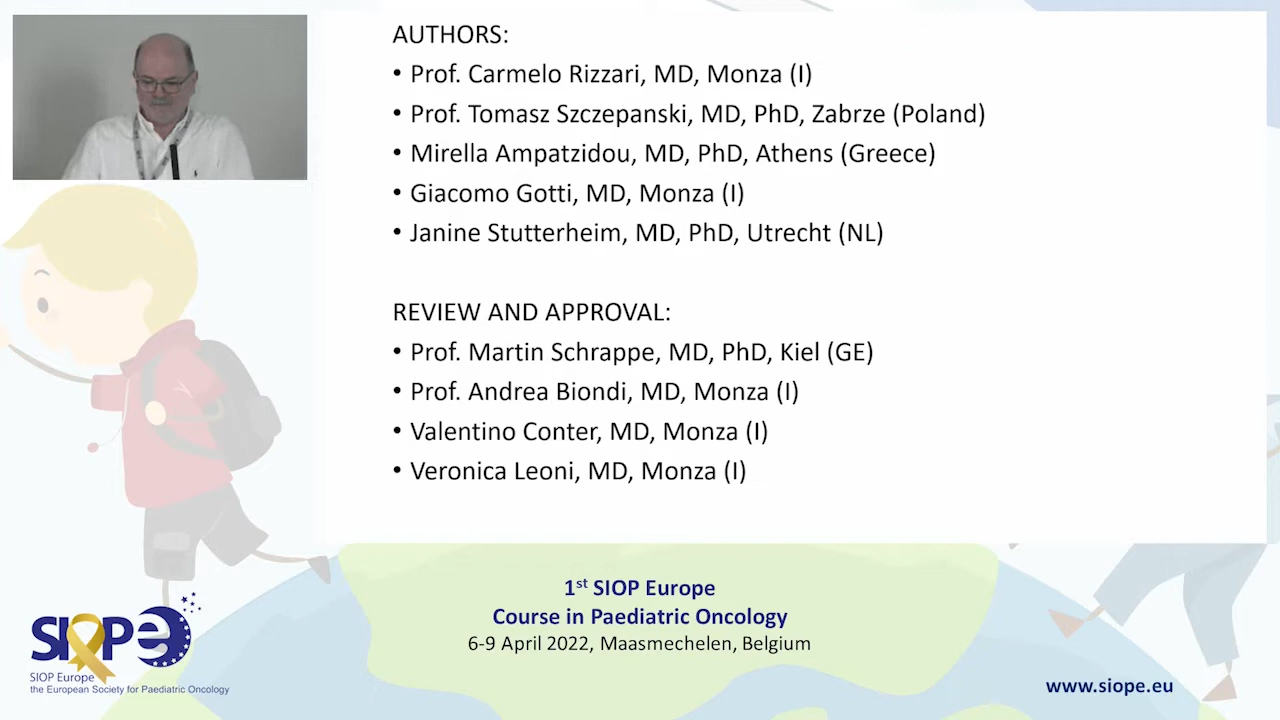 AUTHORS:
• Prof. Carmelo Rizzari, MD, Monza (I)
• Prof. Tomasz Szczepanski, MD, PhD, Zabrze (Poland)
• Mirella Ampatzidou, MD, PhD, Athens (Greece)
• Giacomo Gotti, MD, Monza (I)
• Janine Stutterheim, MD, PhD, Utrecht (NL)
REVIEW AND APPROVAL:
• Prof. Martin Schrappe, MD, PhD, Kiel (GE)
• Prof. Andrea Biondi, MD, Monza (I)
• Valentino Conter, MD, Monza (I)
• Veronica Leoni, MD, Monza (I)
1st SIOP Europe
Course in Paediatric Oncology
6-9 April 2022, Maasmechelen, Belgium
SIOPe
SIOP Europe
the European Society for Paediatric Oncology
www.siope.eu